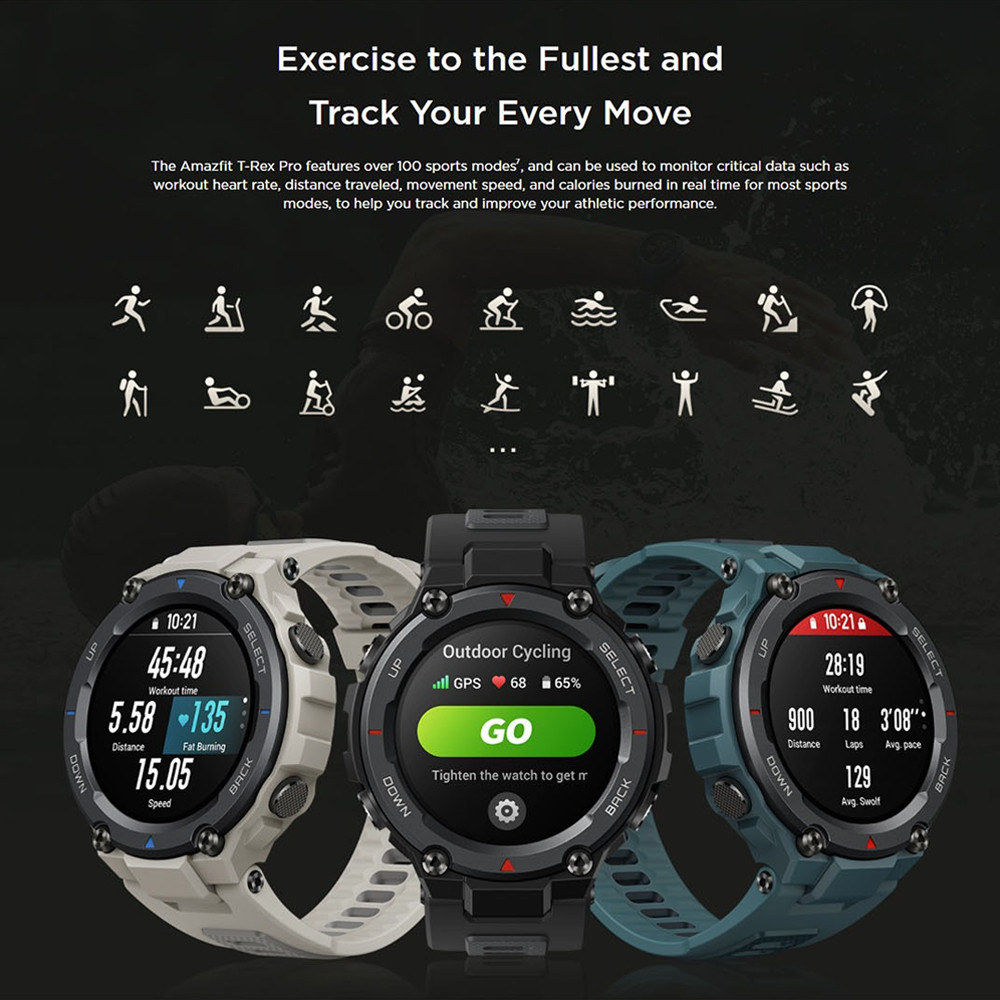 Exercise to the Fullest and
Track Your Every Move
The Amazfit T-Rex Pro features over 100 sports modes⁷, and can be used to monitor critical data such as
workout heart rate, distance traveled, movement speed, and calories burned in real time for most sports
modes, to help you track and improve your athletic performance.
...
10:21
45:48
Workout time
5.58
Distance
135
Fat Burning
15.05
Speed
UP
SELECT
DOWN
BACK
Outdoor Cycling
GPS 68 65%
GO
Tighten the watch to get m
UP
SELECT
DOWN
BACK
10:21
28:19
Workout time
900 18 3'08"
Distance Laps Avg. pace
129
Avg. Swolf
UP
SELECT
DOWN
BACK